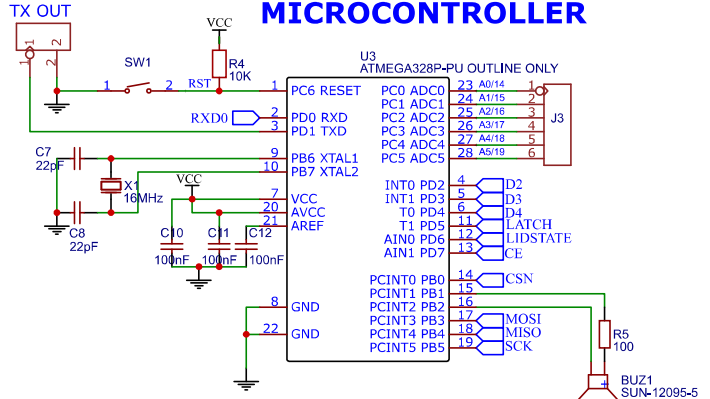 MICROCONTROLLER
TX OUT
1 2
1 2
VCC
SW1
1 2 RST
R4
10K
U3
ATMEGA328P-PU OUTLINE ONLY
1 PC6 RESET
RXD0 2 PD0 RXD
3 PD1 TXD
9 PB6 XTAL1
10 PB7 XTAL2
7 VCC
20 AVCC
21 AREF
8 GND
22 GND
PC0 ADC0 23 A0/14 1
PC1 ADC1 24 A1/15 2
PC2 ADC2 25 A2/16 3
PC3 ADC3 26 A3/17 4
PC4 ADC4 27 A4/18 5
PC5 ADC5 28 A5/19 6
J3
INT0 PD2 4 D2
INT1 PD3 5 D3
T0 PD4 6 D4
T1 PD5 11 LATCH
AIN0 PD6 12 LIDSTATE
AIN1 PD7 13 CE
PCINT0 PB0 14 CSN
PCINT1 PB1 15
PCINT2 PB2 16
PCINT3 PB3 17 MOSI
PCINT4 PB4 18 MISO
PCINT5 PB5 19 SCK
C7
22pF
X1
16MHz
C8
22pF
VCC
C10 C11 C12
100nF 100nF 100nF
R5
100
+
BUZ1
SUN-12095-5